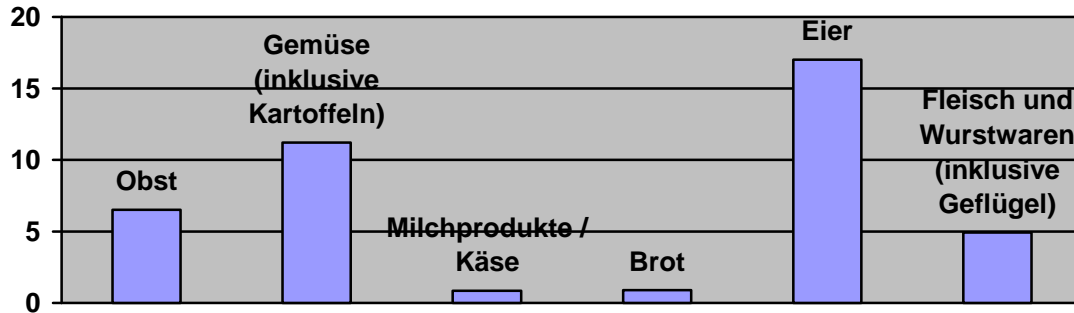 20
15
10
5
0
Obst
Gemüse
(inklusive
Kartoffeln)
Milchprodukte /
Käse
Brot
Eier
Fleisch und
Wurstwaren
(inklusive
Geflügel)